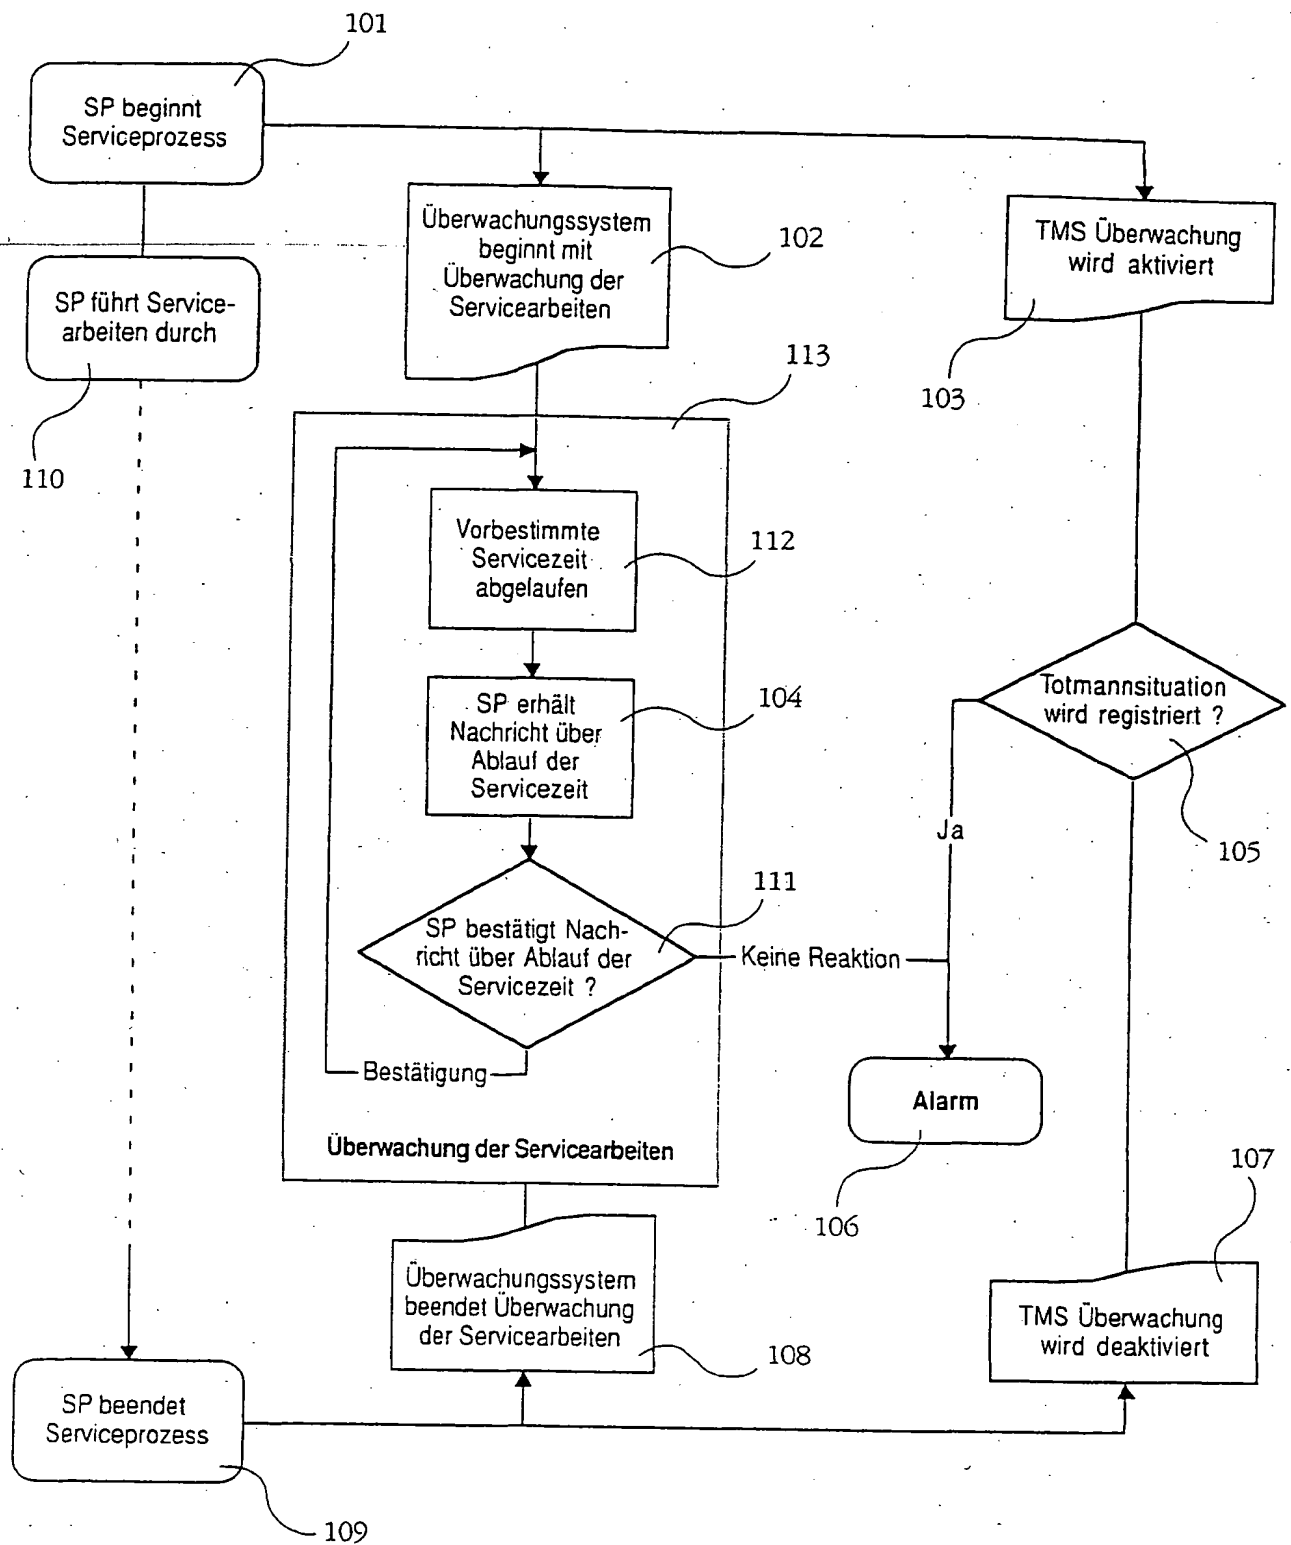 101
SP beginnt
Serviceprozess
Überwachungssystem
beginnt mit
Überwachung der
Servicearbeiten
102
TMS Überwachung
wird aktiviert
103
SP führt Service-
arbeiten durch
110
113
Vorbestimmte
Servicezeit
abgelaufen
112
SP erhält
Nachricht über
Ablauf der
Servicezeit
104
Totmannsituation
wird registriert ?
105
Ja
111
SP bestätigt Nach-
richt über Ablauf der
Servicezeit ?
Keine Reaktion
Bestätigung
Alarm
106
Überwachung der Servicearbeiten
107
Überwachungssystem
beendet Überwachung
der Servicearbeiten
108
TMS Überwachung
wird deaktiviert
SP beendet
Serviceprozess
109